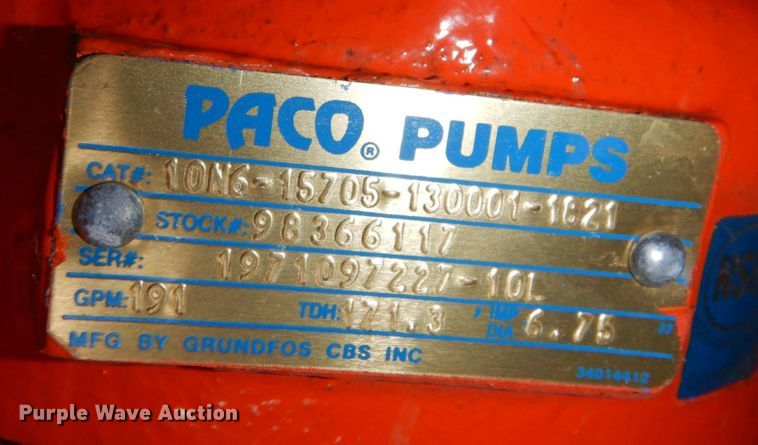 PACO® PUMPS
CAT#: 10N6-15705-130001-1821
STOCK#: 98366117
SER#: 1971097227-10L
GPM: 191 TDH: 171.3 ' IMP. DIA. 6.75 "
MFG BY GRUNDFOS CBS INC
34014412
Purple Wave Auction